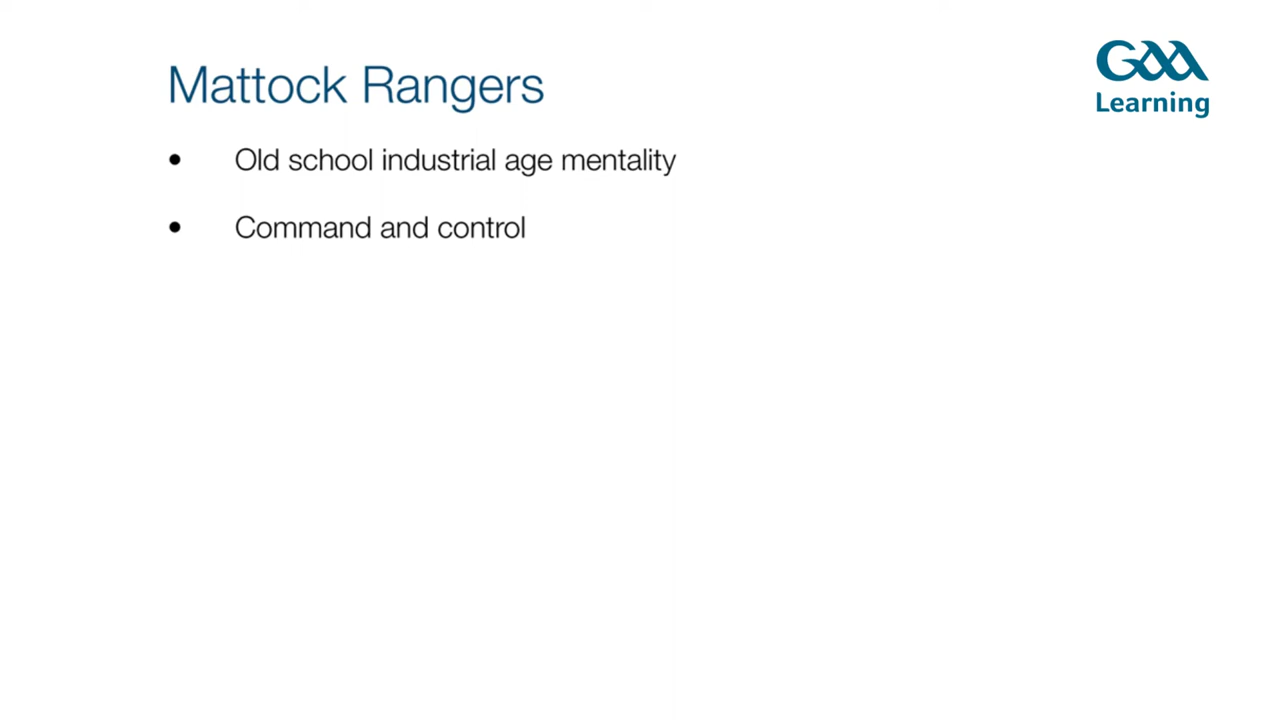 GAA
Learning
Mattock Rangers
• Old school industrial age mentality
• Command and control